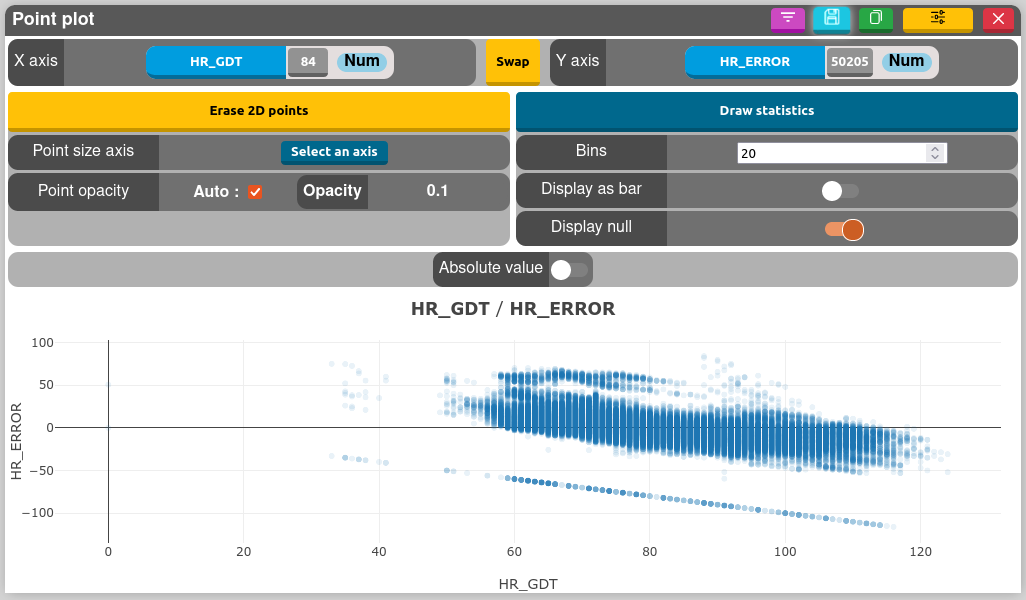 Point plot
X axis HR_GDT 84 Num Swap Y axis HR_ERROR 50205 Num
Erase 2D points Draw statistics
Point size axis Select an axis Bins 20
Point opacity Auto : Opacity 0.1 Display as bar
Display null
Absolute value
HR_GDT / HR_ERROR
100
50
0
−50
−100
HR_ERROR
0 20 40 60 80 100 120
HR_GDT